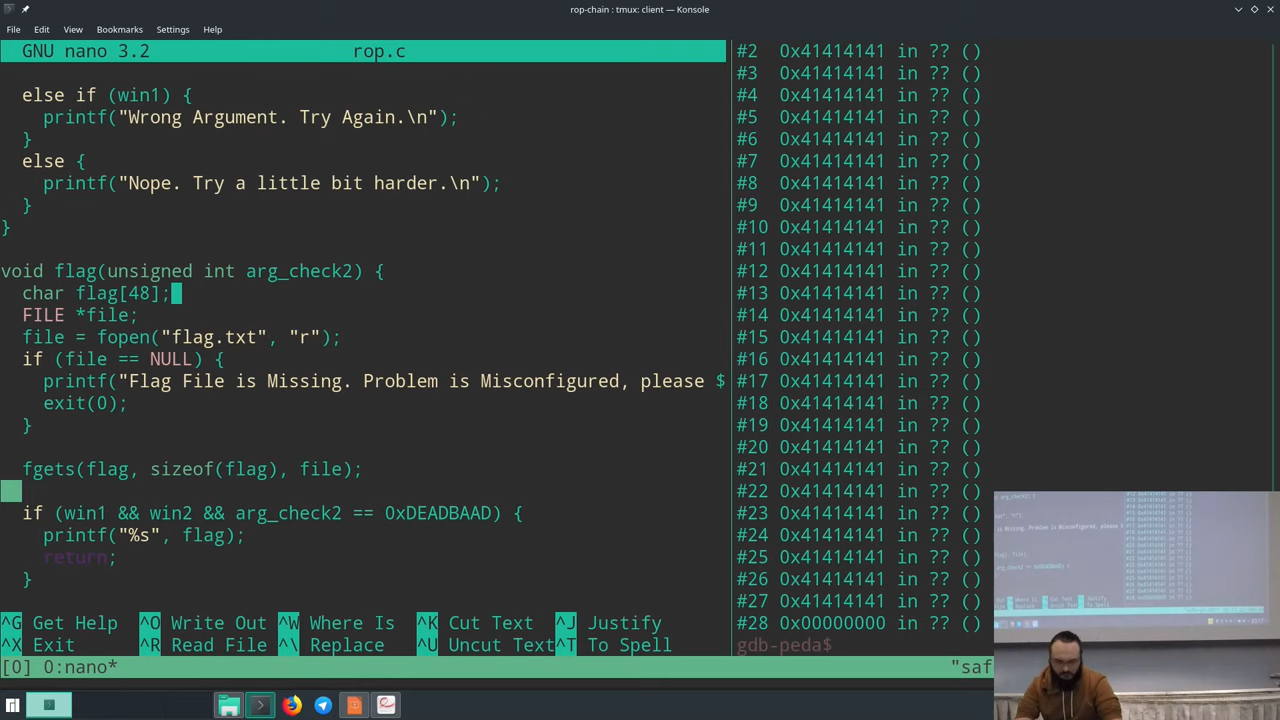 rop-chain : tmux: client — Konsole
File Edit View Bookmarks Settings Help
GNU nano 3.2 rop.c
else if (win1) {
printf("Wrong Argument. Try Again.\n");
}
else {
printf("Nope. Try a little bit harder.\n");
}
}
void flag(unsigned int arg_check2) {
char flag[48];
FILE *file;
file = fopen("flag.txt", "r");
if (file == NULL) {
printf("Flag File is Missing. Problem is Misconfigured, please $
exit(0);
}
fgets(flag, sizeof(flag), file);
if (win1 && win2 && arg_check2 == 0xDEADBAAD) {
printf("%s", flag);
return;
}
^G Get Help ^O Write Out ^W Where Is ^K Cut Text ^J Justify
^X Exit ^R Read File ^\ Replace ^U Uncut Text ^T To Spell
#2 0x41414141 in ?? ()
#3 0x41414141 in ?? ()
#4 0x41414141 in ?? ()
#5 0x41414141 in ?? ()
#6 0x41414141 in ?? ()
#7 0x41414141 in ?? ()
#8 0x41414141 in ?? ()
#9 0x41414141 in ?? ()
#10 0x41414141 in ?? ()
#11 0x41414141 in ?? ()
#12 0x41414141 in ?? ()
#13 0x41414141 in ?? ()
#14 0x41414141 in ?? ()
#15 0x41414141 in ?? ()
#16 0x41414141 in ?? ()
#17 0x41414141 in ?? ()
#18 0x41414141 in ?? ()
#19 0x41414141 in ?? ()
#20 0x41414141 in ?? ()
#21 0x41414141 in ?? ()
#22 0x41414141 in ?? ()
#23 0x41414141 in ?? ()
#24 0x41414141 in ?? ()
#25 0x41414141 in ?? ()
#26 0x41414141 in ?? ()
#27 0x41414141 in ?? ()
#28 0x00000000 in ?? ()
gdb-peda$
[0] 0:nano* "saf